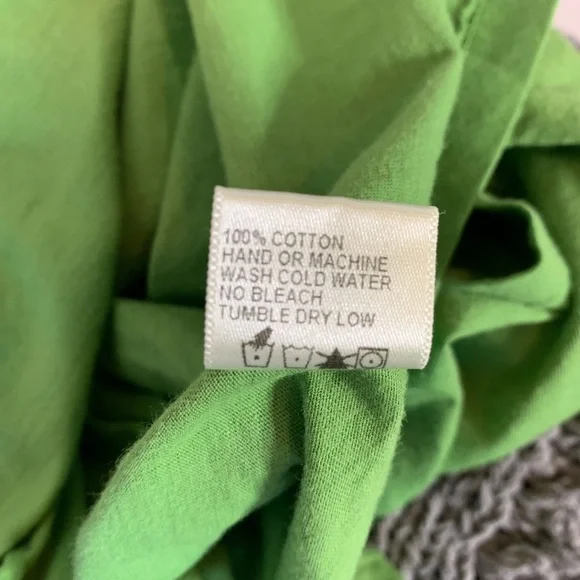 100% COTTON
HAND OR MACHINE
WASH COLD WATER
NO BLEACH
TUMBLE DRY LOW